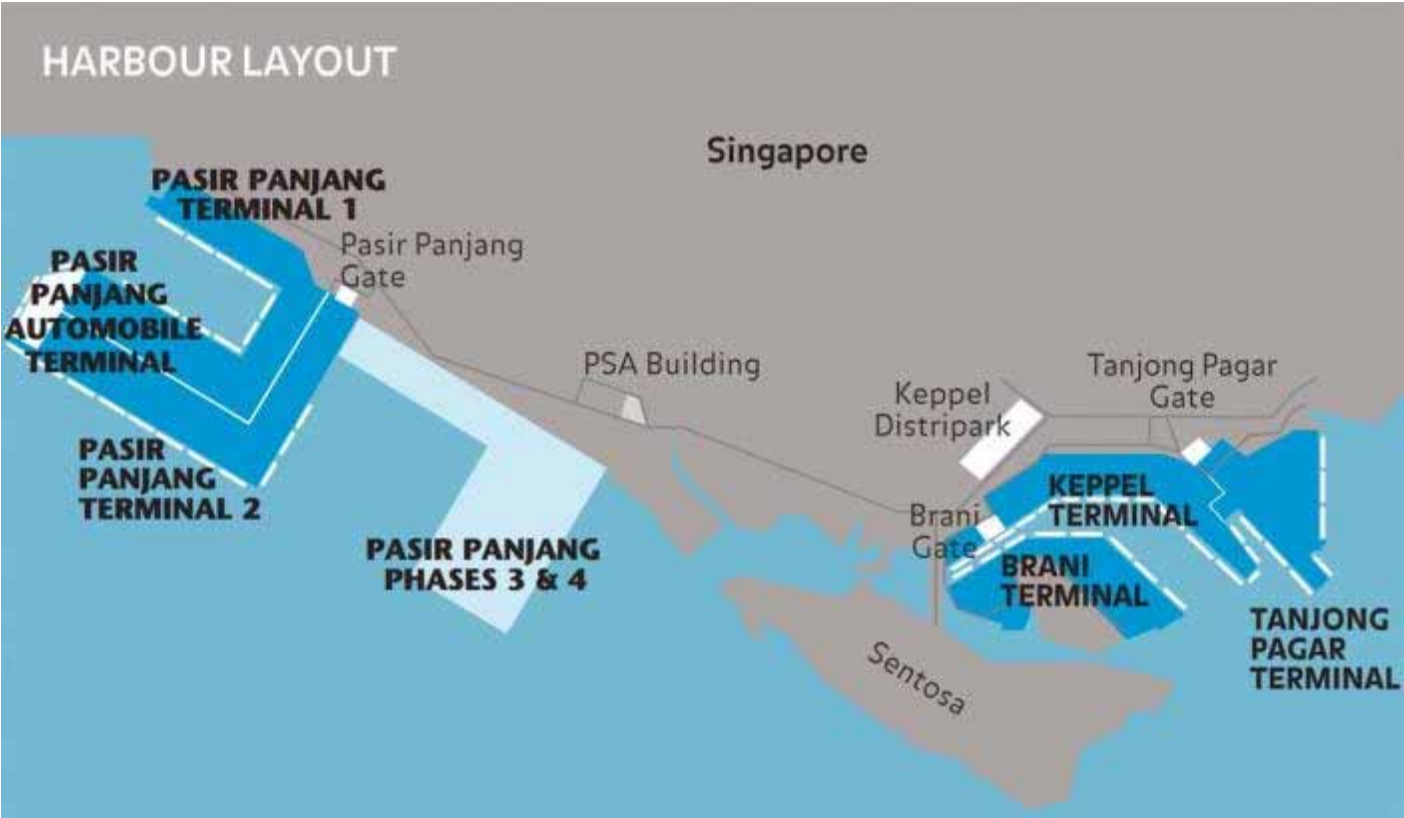 HARBOUR LAYOUT
Singapore
PASIR PANJANG
TERMINAL 1
Pasir Panjang
Gate
PASIR
PANJANG
AUTOMOBILE
TERMINAL
PSA Building
Keppel
Distripark
Tanjong Pagar
Gate
PASIR
PANJANG
TERMINAL 2
KEPPEL
TERMINAL
Brani
Gate
PASIR PANJANG
PHASES 3 & 4
BRANI
TERMINAL
TANJONG
PAGAR
TERMINAL
Sentosa